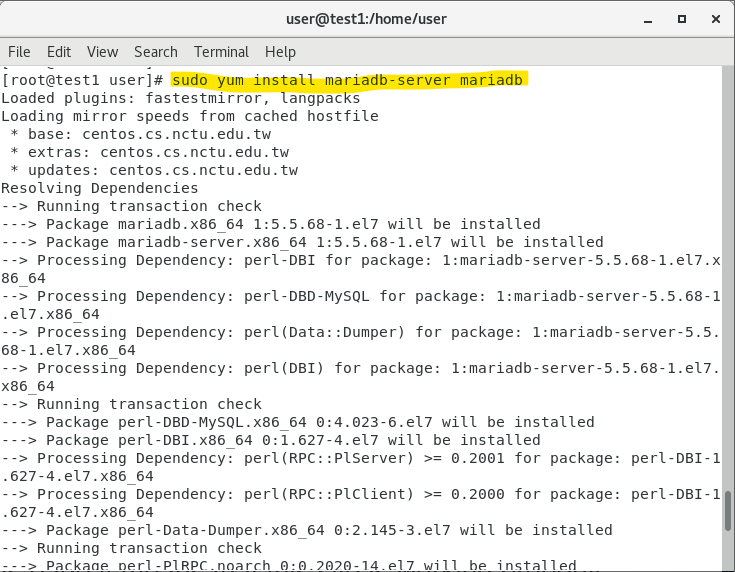 user@test1:/home/user
File Edit View Search Terminal Help
[root@test1 user]# sudo yum install mariadb-server mariadb
Loaded plugins: fastestmirror, langpacks
Loading mirror speeds from cached hostfile
 * base: centos.cs.nctu.edu.tw
 * extras: centos.cs.nctu.edu.tw
 * updates: centos.cs.nctu.edu.tw
Resolving Dependencies
--> Running transaction check
---> Package mariadb.x86_64 1:5.5.68-1.el7 will be installed
---> Package mariadb-server.x86_64 1:5.5.68-1.el7 will be installed
--> Processing Dependency: perl-DBI for package: 1:mariadb-server-5.5.68-1.el7.x
86_64
--> Processing Dependency: perl-DBD-MySQL for package: 1:mariadb-server-5.5.68-1
.el7.x86_64
--> Processing Dependency: perl(Data::Dumper) for package: 1:mariadb-server-5.5.
68-1.el7.x86_64
--> Processing Dependency: perl(DBI) for package: 1:mariadb-server-5.5.68-1.el7.
x86_64
--> Running transaction check
---> Package perl-DBD-MySQL.x86_64 0:4.023-6.el7 will be installed
---> Package perl-DBI.x86_64 0:1.627-4.el7 will be installed
--> Processing Dependency: perl(RPC::PlServer) >= 0.2001 for package: perl-DBI-1
.627-4.el7.x86_64
--> Processing Dependency: perl(RPC::PlClient) >= 0.2000 for package: perl-DBI-1
.627-4.el7.x86_64
---> Package perl-Data-Dumper.x86_64 0:2.145-3.el7 will be installed
--> Running transaction check
---> Package perl-PlRPC.noarch 0:0.2020-14.el7 will be installed